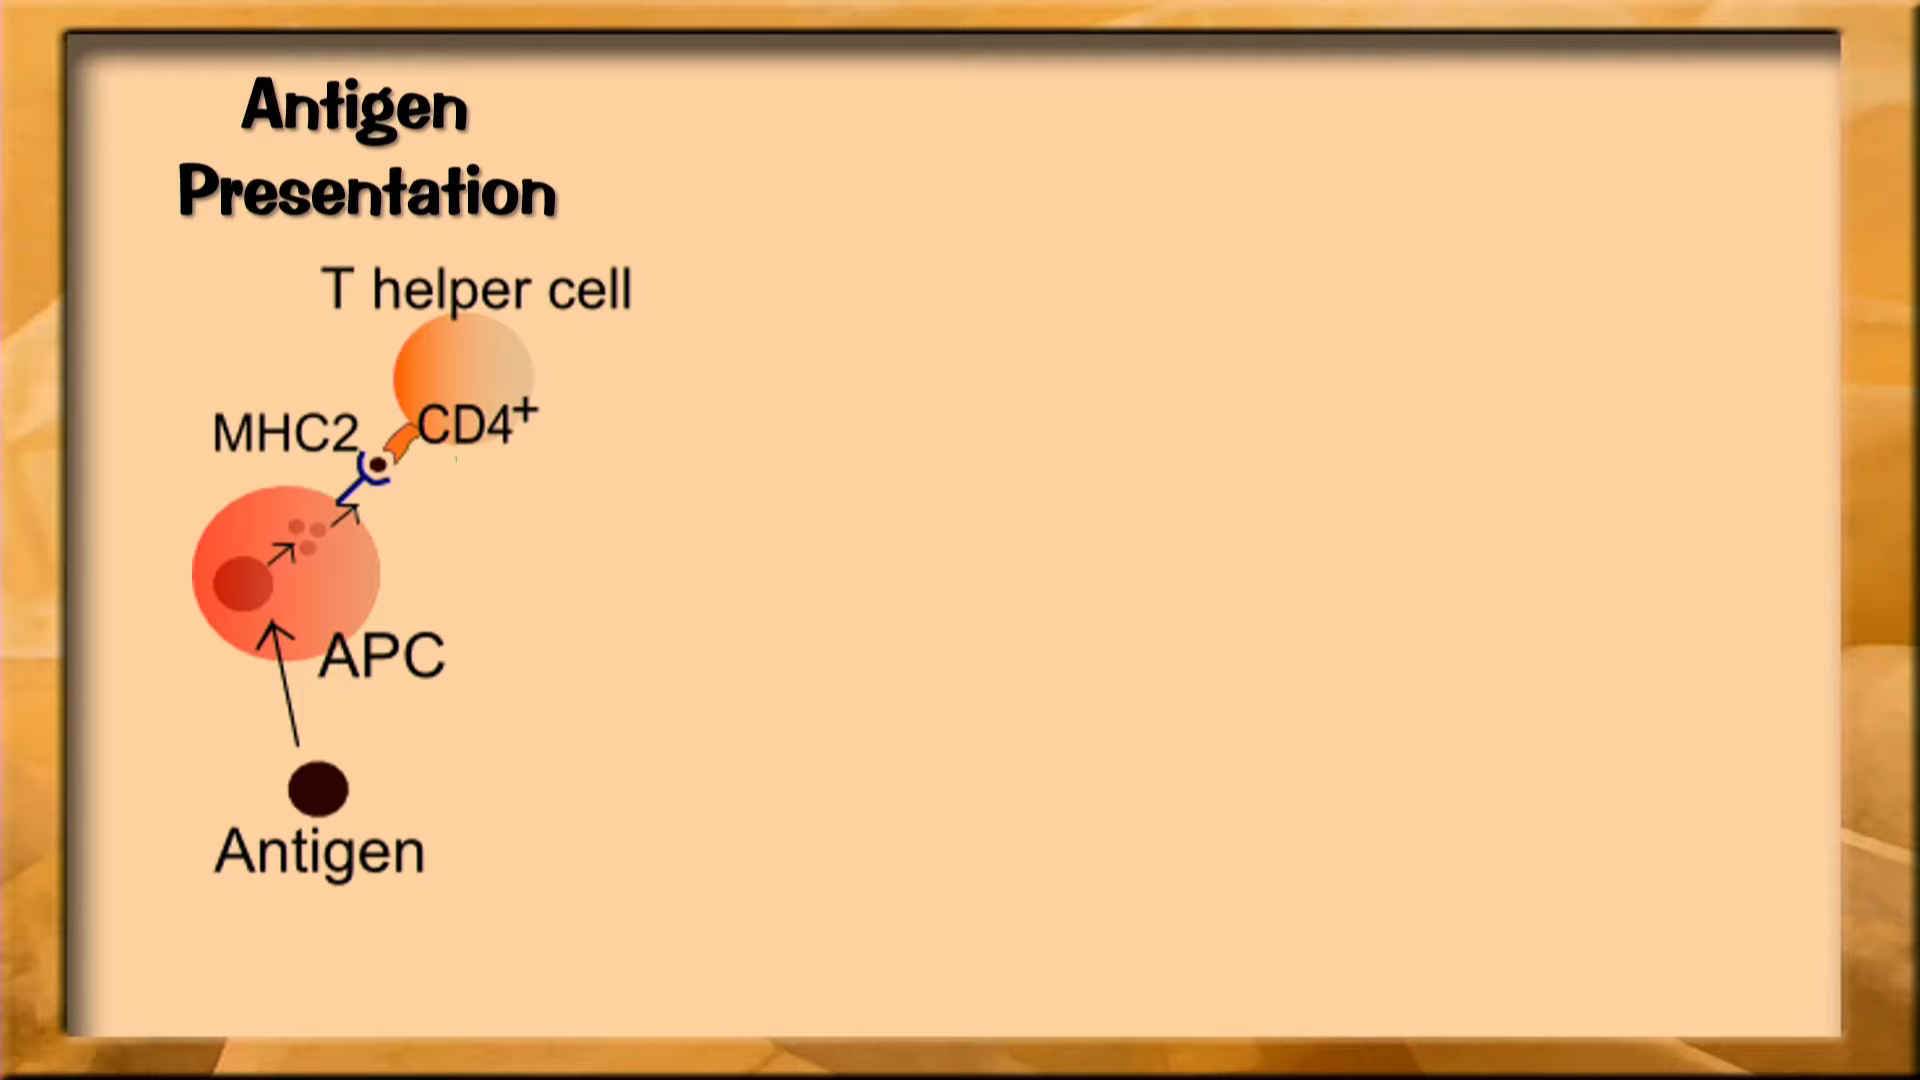 Antigen
Presentation
T helper cell
MHC2
CD4⁺
APC
Antigen